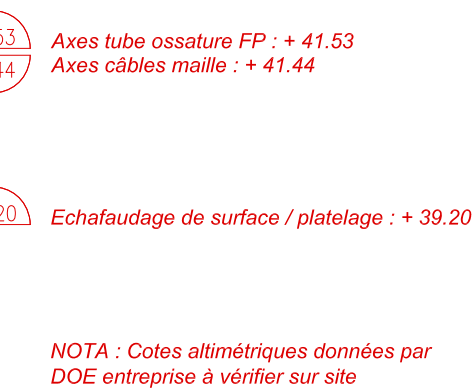 53
Axes tube ossature FP : + 41.53
44
Axes câbles maille : + 41.44
20
Echafaudage de surface / platelage : + 39.20
NOTA : Cotes altimétriques données par
DOE entreprise à vérifier sur site